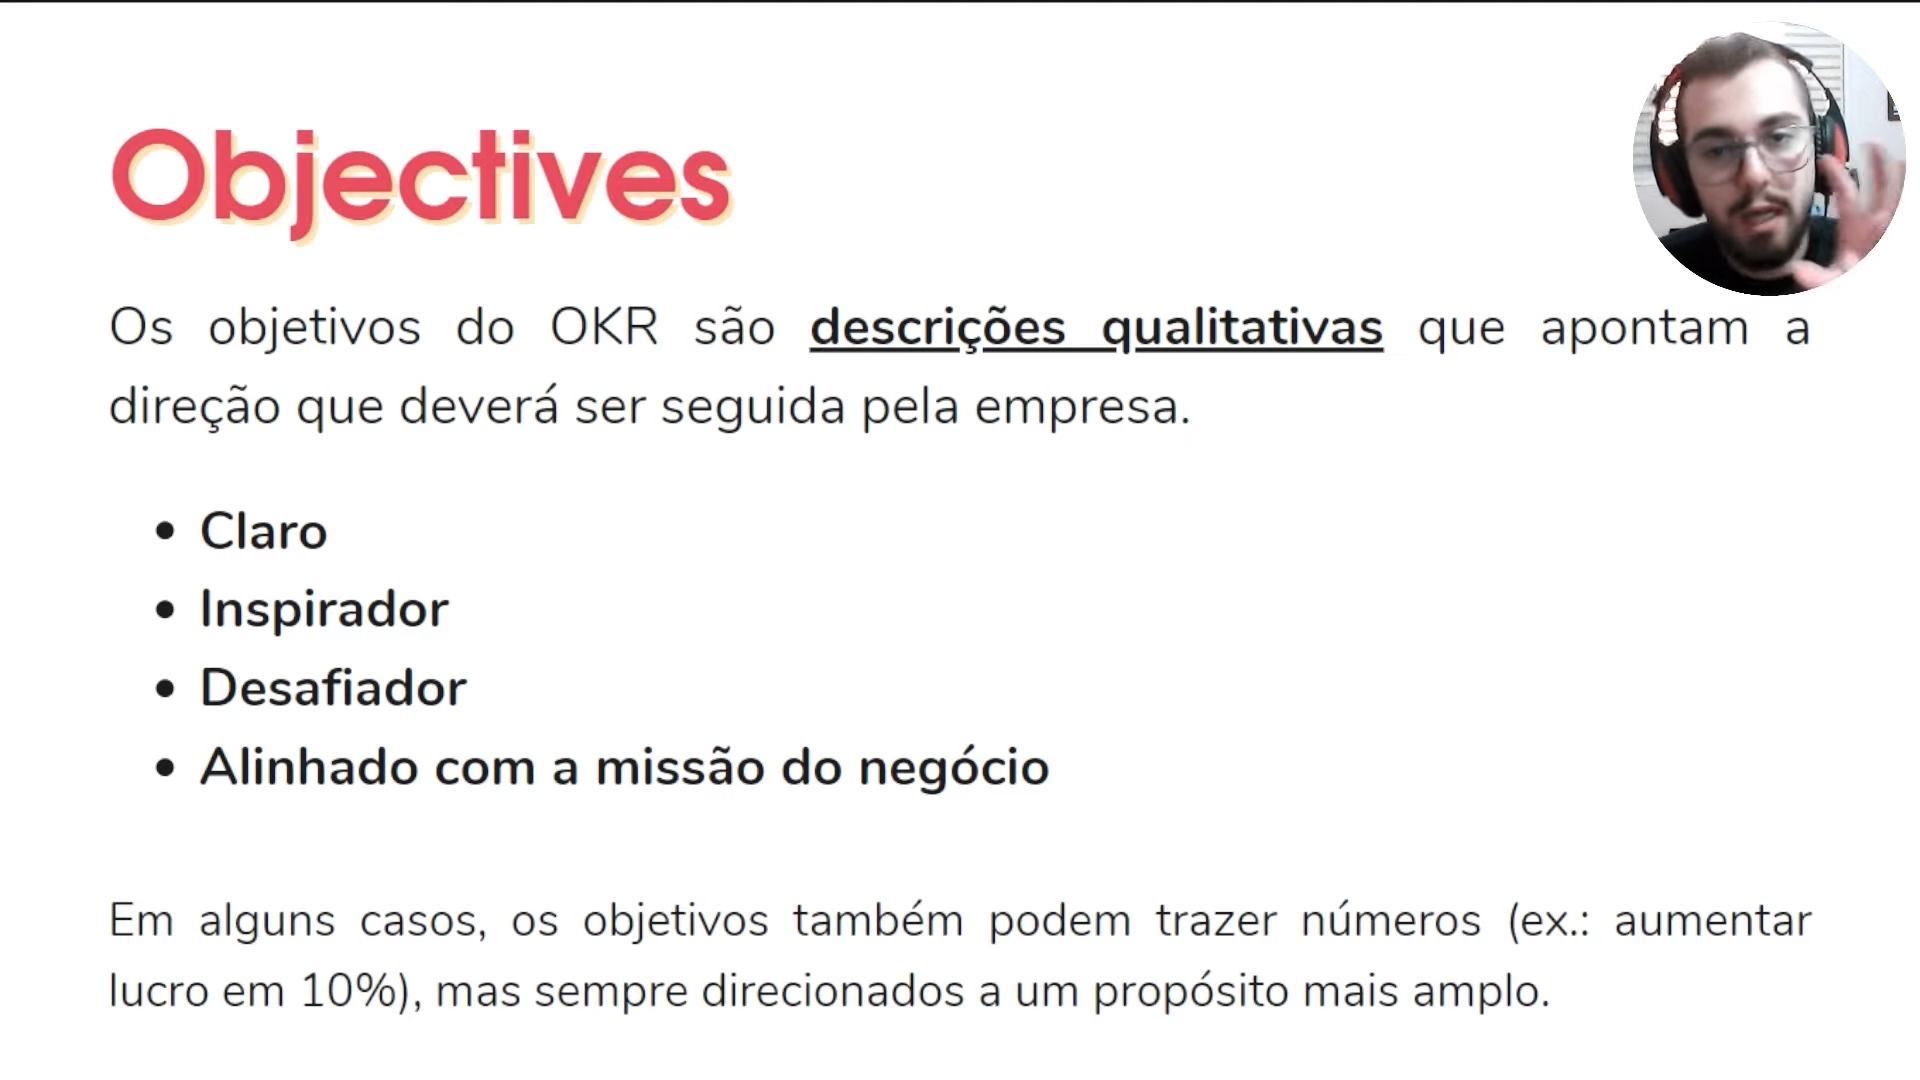 Objectives
Os objetivos do OKR são descrições qualitativas que apontam a
direção que deverá ser seguida pela empresa.
• Claro
• Inspirador
• Desafiador
• Alinhado com a missão do negócio
Em alguns casos, os objetivos também podem trazer números (ex.: aumentar
lucro em 10%), mas sempre direcionados a um propósito mais amplo.